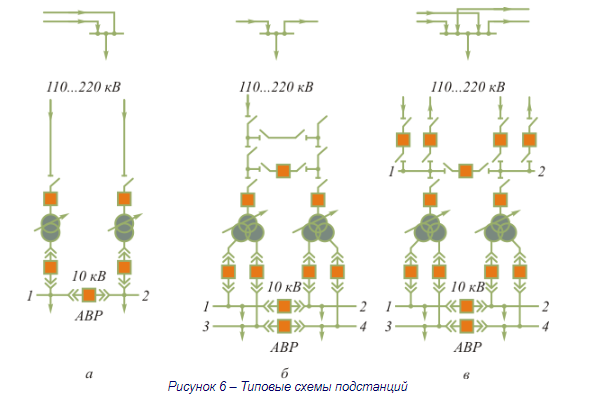 110...220 кВ 110...220 кВ 110...220 кВ
1 2
10 кВ 10 кВ 10 кВ
1 2 1 2 1 2
АВР
3 4 3 4
АВР АВР
а б в
Рисунок 6 – Типовые схемы подстанций